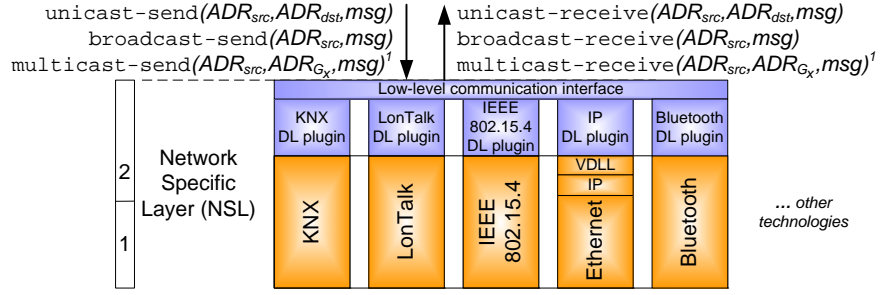 unicast-send(ADRsrc,ADRdst,msg)
broadcast-send(ADRsrc,msg)
multicast-send(ADRsrc,ADRGx,msg)1
unicast-receive(ADRsrc,ADRdst,msg)
broadcast-receive(ADRsrc,msg)
multicast-receive(ADRsrc,ADRGx,msg)1
Low-level communication interface
KNX
DL plugin
LonTalk
DL plugin
IEEE
802.15.4
DL plugin
IP
DL plugin
Bluetooth
DL plugin
2
1
Network
Specific
Layer (NSL)
KNX
LonTalk
IEEE
802.15.4
VDLL
IP
Ethernet
Bluetooth
... other
technologies